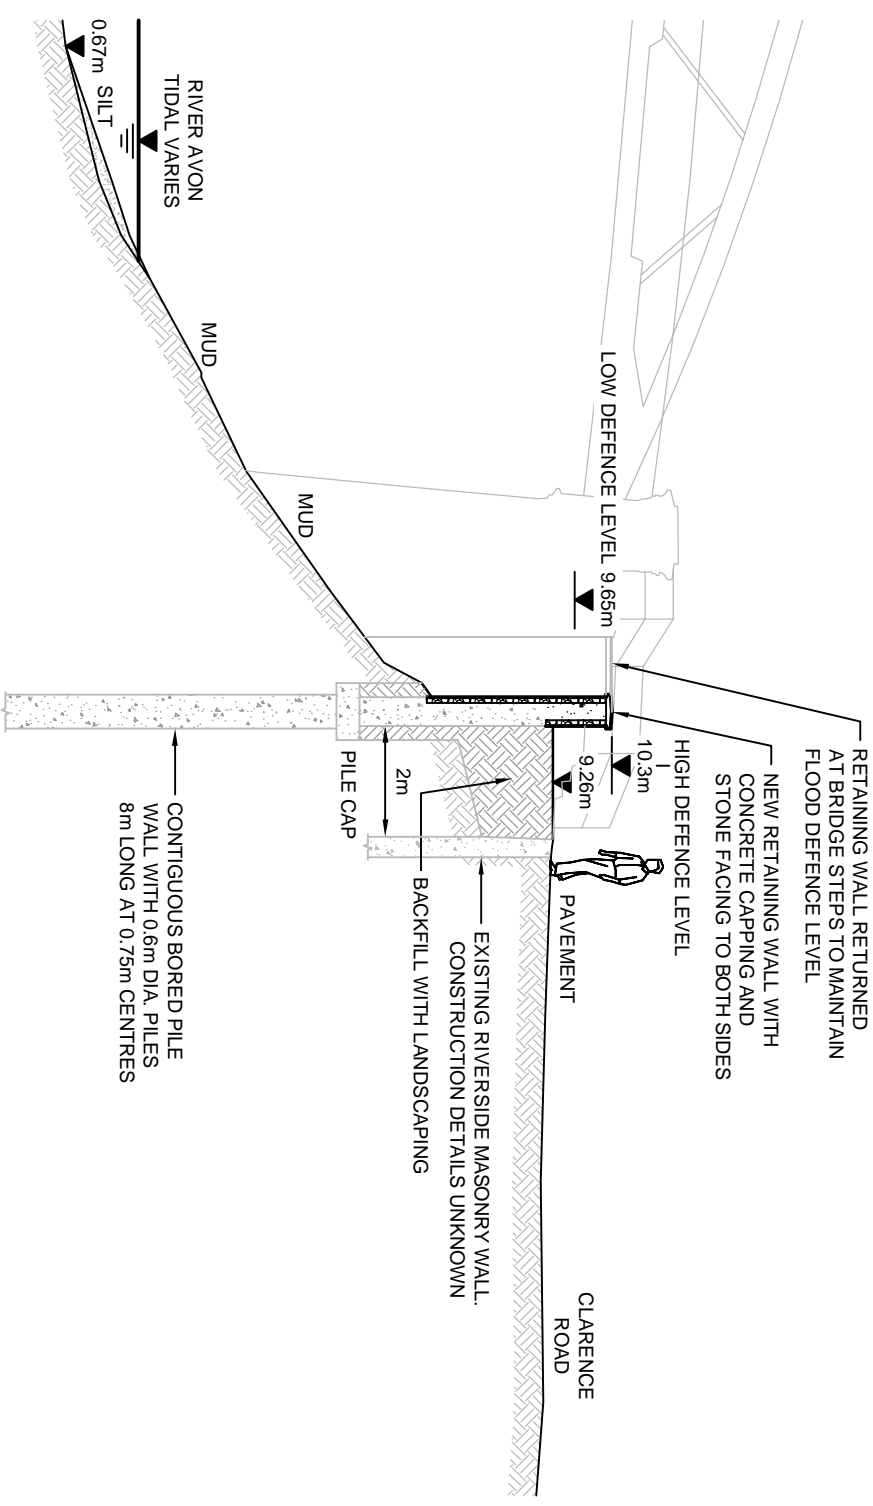 RETAINING WALL RETURNED
AT BRIDGE STEPS TO MAINTAIN
FLOOD DEFENCE LEVEL
NEW RETAINING WALL WITH
CONCRETE CAPPING AND
STONE FACING TO BOTH SIDES
HIGH DEFENCE LEVEL
10.3m
LOW DEFENCE LEVEL 9.65m
9.26m
PAVEMENT
CLARENCE
ROAD
EXISTING RIVERSIDE MASONRY WALL.
CONSTRUCTION DETAILS UNKNOWN
BACKFILL WITH LANDSCAPING
2m
PILE CAP
MUD
MUD
RIVER AVON
TIDAL VARIES
0.67m
SILT
CONTIGUOUS BORED PILE
WALL WITH 0.6m DIA. PILES
8m LONG AT 0.75m CENTRES